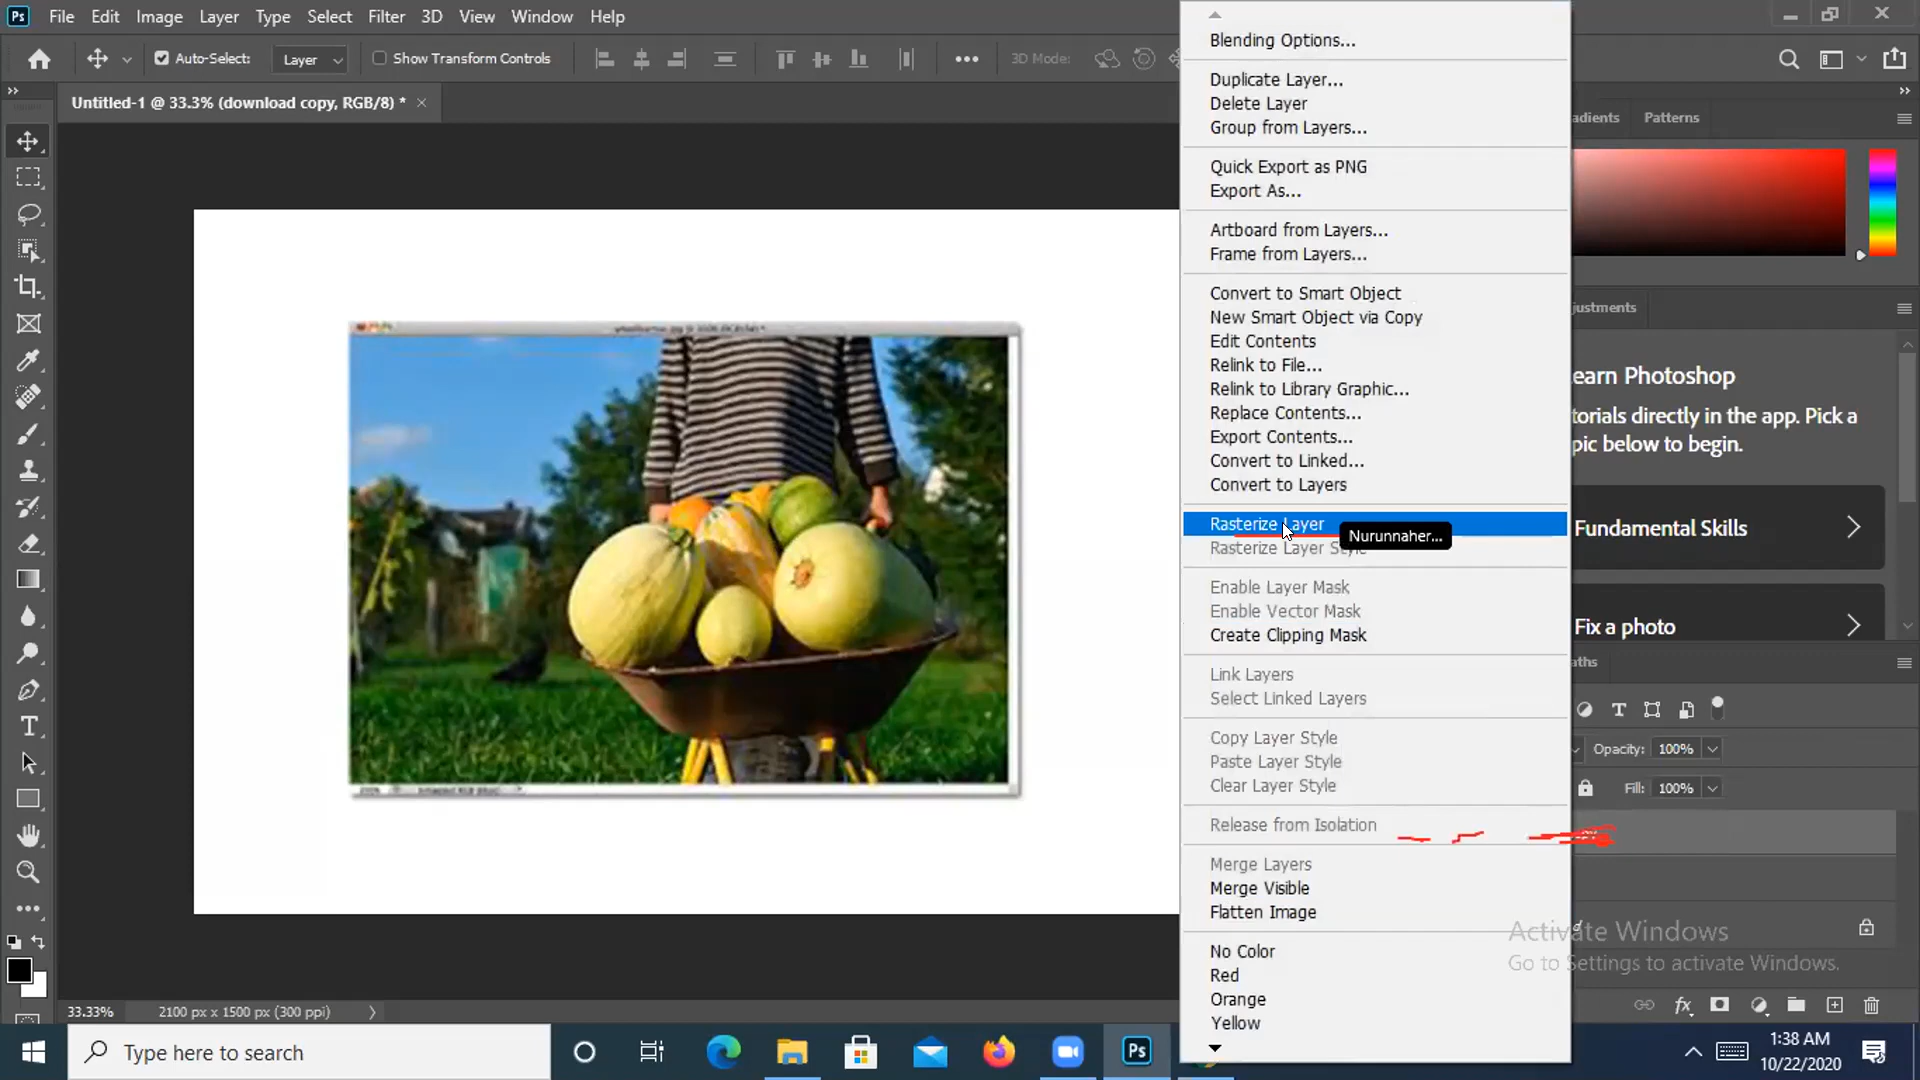 Ps File Edit Image Layer Type Select Filter 3D View Window Help
Auto-Select: Layer Show Transform Controls 3D Mode:
Untitled-1 @ 33.3% (download copy, RGB/8) *
Blending Options...
Duplicate Layer...
Delete Layer
Group from Layers...
Quick Export as PNG
Export As...
Artboard from Layers...
Frame from Layers...
Convert to Smart Object
New Smart Object via Copy
Edit Contents
Relink to File...
Relink to Library Graphic...
Replace Contents...
Export Contents...
Convert to Linked...
Convert to Layers
Rasterize Layer
Nurunnaher...
Rasterize Layer Style
Enable Layer Mask
Enable Vector Mask
Create Clipping Mask
Link Layers
Select Linked Layers
Copy Layer Style
Paste Layer Style
Clear Layer Style
Release from Isolation
Merge Layers
Merge Visible
Flatten Image
No Color
Red
Orange
Yellow
adients Patterns
justments
earn Photoshop
torials directly in the app. Pick a
pic below to begin.
Fundamental Skills
Fix a photo
aths
Opacity: 100%
Fill: 100%
Activate Windows
Go to Settings to activate Windows.
33.33% 2100 px x 1500 px (300 ppi)
Type here to search
Ps
1:38 AM
10/22/2020